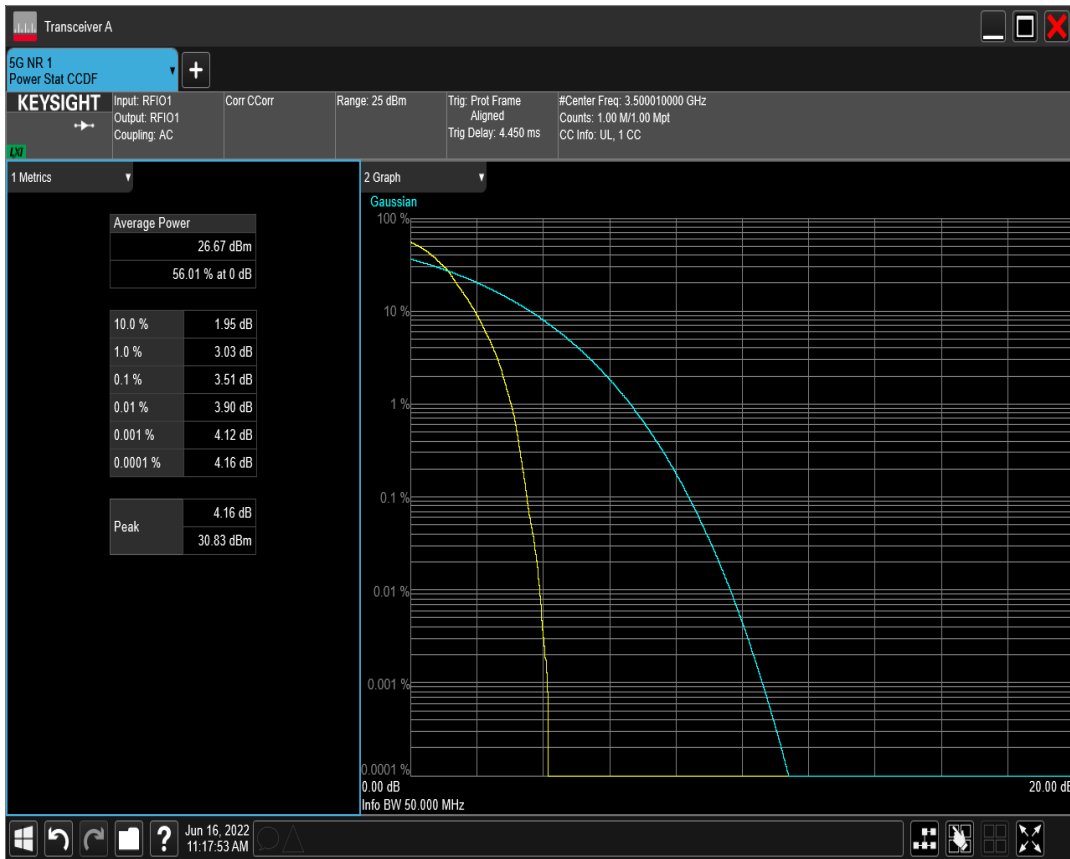 Transceiver A
5G NR 1
Power Stat CCDF
+
KEYSIGHT
LXI
Input: RFIO1
Output: RFIO1
Coupling: AC
Corr CCorr
Range: 25 dBm
Trig: Prot Frame
Aligned
Trig Delay: 4.450 ms
#Center Freq: 3.500010000 GHz
Counts: 1.00 M/1.00 Mpt
CC Info: UL, 1 CC
1 Metrics
Average Power
26.67 dBm
56.01 % at 0 dB
10.0 % 1.95 dB
1.0 % 3.03 dB
0.1 % 3.51 dB
0.01 % 3.90 dB
0.001 % 4.12 dB
0.0001 % 4.16 dB
Peak
4.16 dB
30.83 dBm
2 Graph
Gaussian
100 %
10 %
1 %
0.1 %
0.01 %
0.001 %
0.0001 %
0.00 dB 20.00 dB
Info BW 50.000 MHz
?
Jun 16, 2022
11:17:53 AM